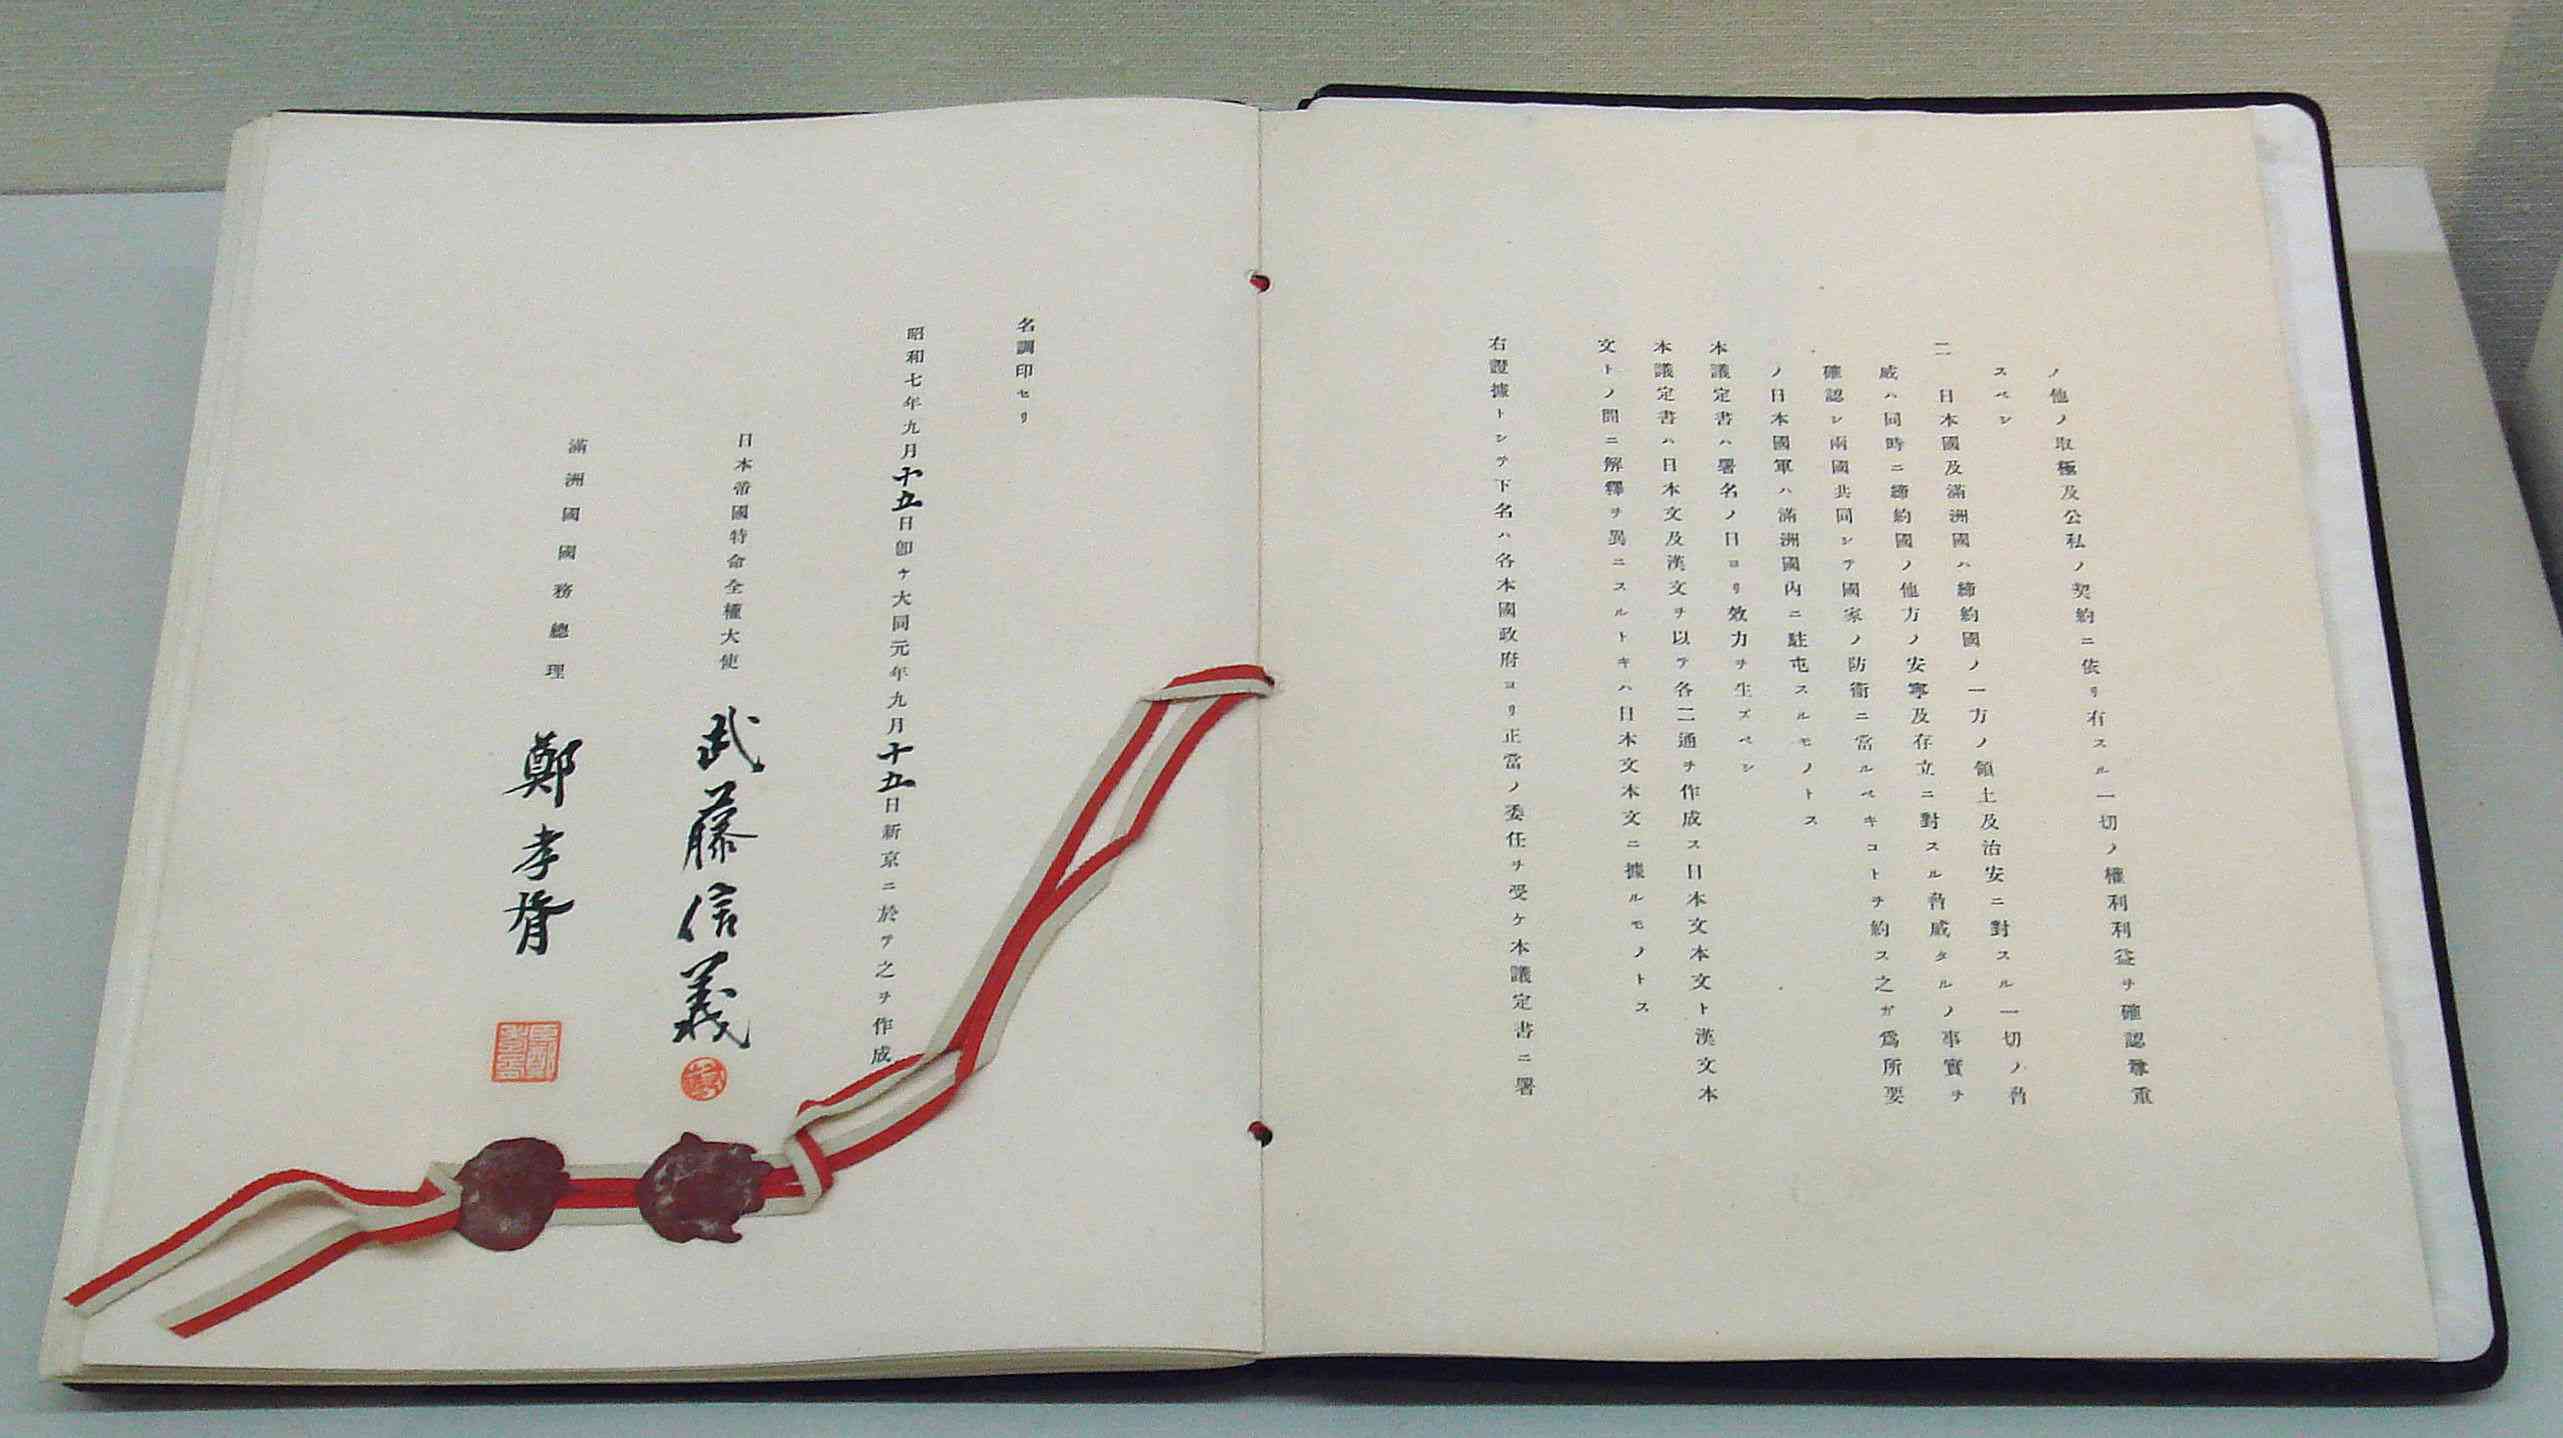 ノ他ノ取極及公私ノ契約ニ依リ有スル一切ノ權利利益ヲ確認尊重
スベシ
二　日本國及滿洲國ハ締約國ノ一方ノ領土及治安ニ對スル一切ノ脅
威ハ同時ニ締約國ノ他方ノ安寧及存立ニ對スル脅威タルノ事實ヲ
確認シ兩國共同シテ國家ノ防衞ニ當ルベキコトヲ約ス之ガ爲所要
ノ日本國軍ハ滿洲國內ニ駐屯スルモノトス
本議定書ハ署名ノ日ヨリ效力ヲ生ズベシ
本議定書ハ日本文及漢文ヲ以テ各二通ヲ作成ス日本文本文ト漢文本
文トノ間ニ解釋ヲ異ニスルトキハ日本文本文ニ據ルモノトス
右證據トシテ下名ハ各本國政府ヨリ正當ノ委任ヲ受ケ本議定書ニ署
名調印セリ
昭和七年九月十五日卽チ大同元年九月十五日新京ニ於テ之ヲ作成
日本帝國特命全權大使　武藤信義
滿洲國國務總理　鄭孝胥